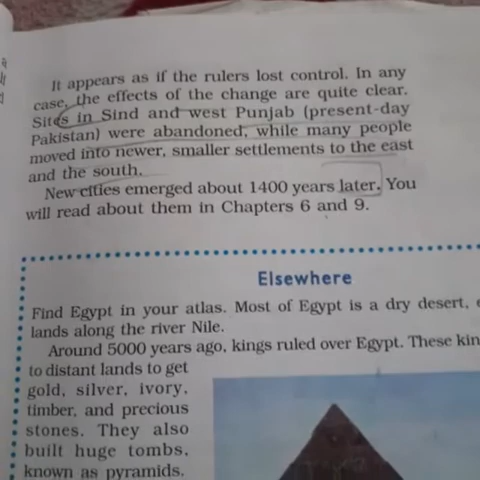 It appears as if the rulers lost control. In any
case, the effects of the change are quite clear.
Sites in Sind and west Punjab (present-day
Pakistan) were abandoned, while many people
moved into newer, smaller settlements to the east
and the south.
New cities emerged about 1400 years later. You
will read about them in Chapters 6 and 9.
Elsewhere
Find Egypt in your atlas. Most of Egypt is a dry desert,
lands along the river Nile.
Around 5000 years ago, kings ruled over Egypt. These
to distant lands to get
gold, silver, ivory,
timber, and precious
stones. They also
built huge tombs,
known as pyramids.